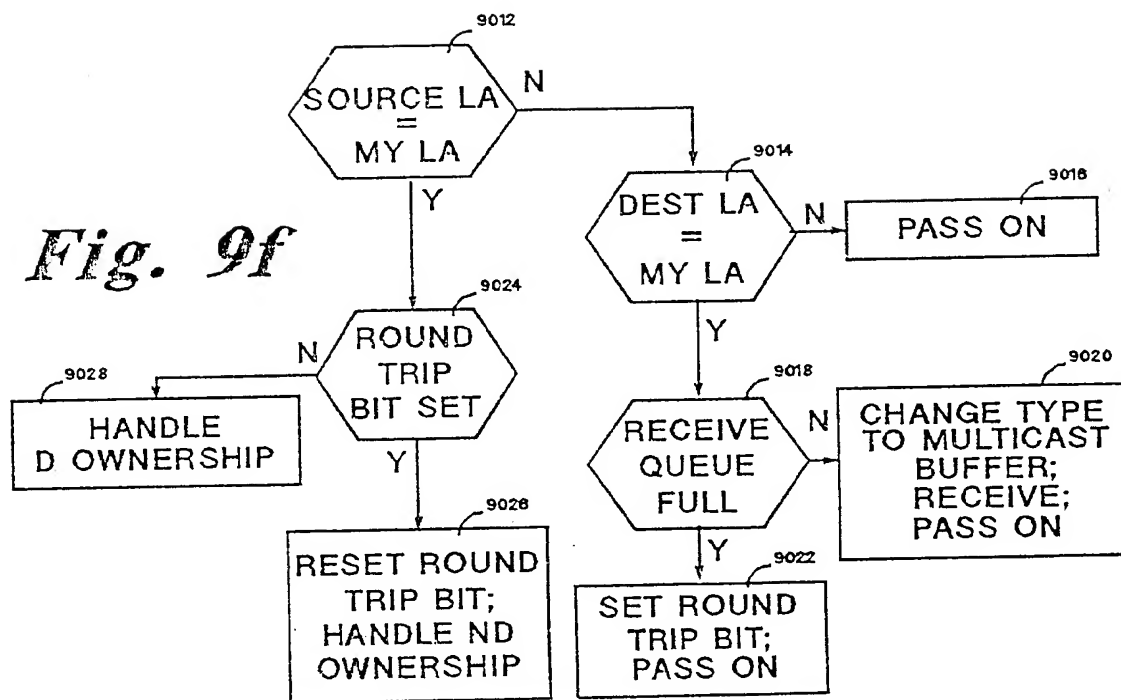 9012
SOURCE LA
=
MY LA
N
Y
9014
DEST LA
=
MY LA
N
Y
9016
PASS ON
Fig. 9f
9024
ROUND
TRIP
BIT SET
N
Y
9028
HANDLE
D OWNERSHIP
9018
RECEIVE
QUEUE
FULL
N
Y
9020
CHANGE TYPE
TO MULTICAST
BUFFER;
RECEIVE;
PASS ON
9026
RESET ROUND
TRIP BIT;
HANDLE ND
OWNERSHIP
9022
SET ROUND
TRIP BIT;
PASS ON